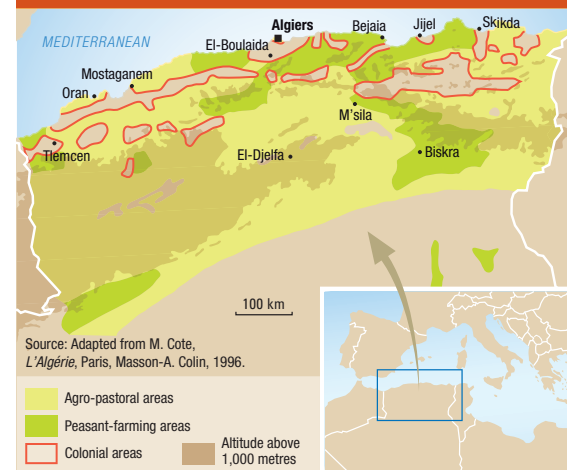 Algiers
Bejaia
Jijel
Skikda
MEDITERRANEAN
El-Boulaida
Mostaganem
Oran
M'sila
Tlemcen
El-Djelfa
Biskra
100 km
Source: Adapted from M. Cote,
L'Algérie, Paris, Masson-A. Colin, 1996.
Agro-pastoral areas
Peasant-farming areas
Colonial areas
Altitude above
1,000 metres